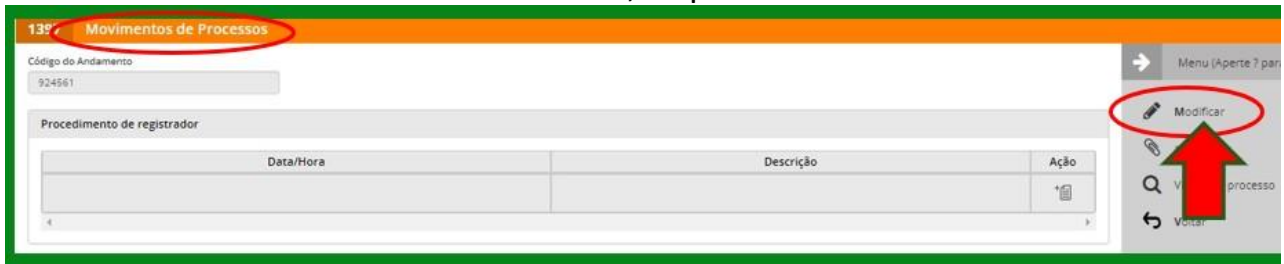 Movimentos de Processos
Código do Andamento
924561
Menu (Aperte ? para
Procedimento de registrador
Modificar
Data/Hora
Descrição
Ação
processo
Voltar